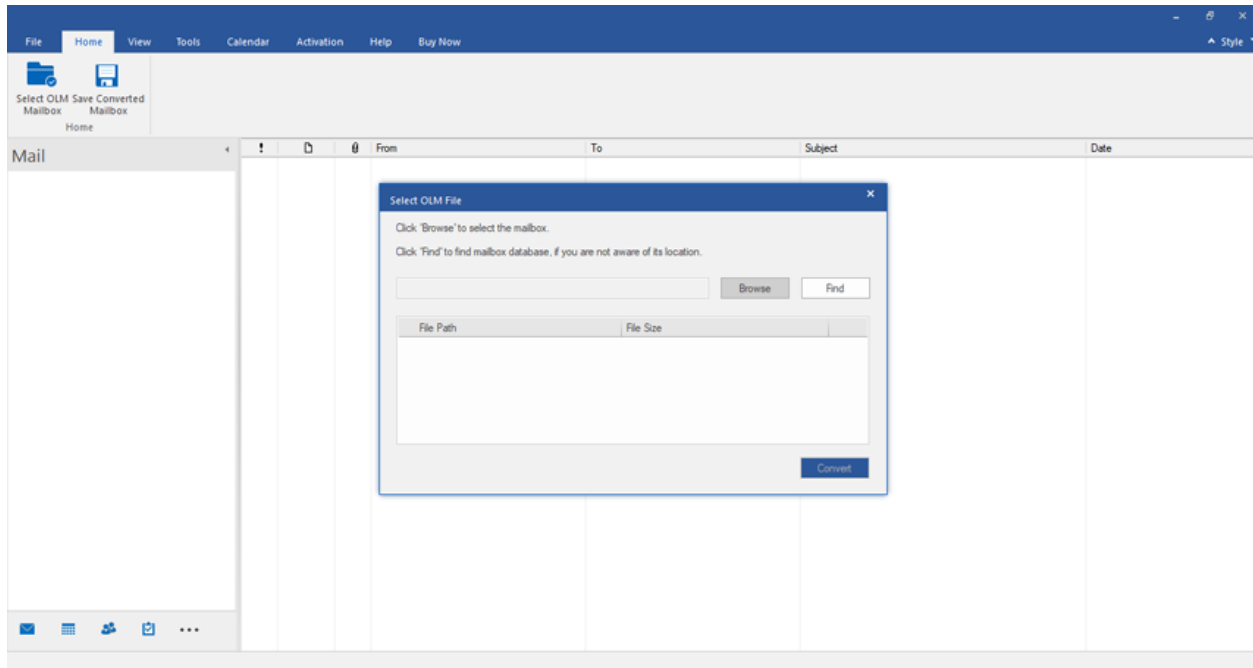 File Home View Tools Calendar Activation Help Buy Now Style
Select OLM Save Converted
Mailbox Mailbox
Home
Mail ! From To Subject Date
Select OLM File
Click 'Browse' to select the mailbox.
Click 'Find' to find mailbox database, if you are not aware of its location.
Browse Find
File Path File Size
Convert